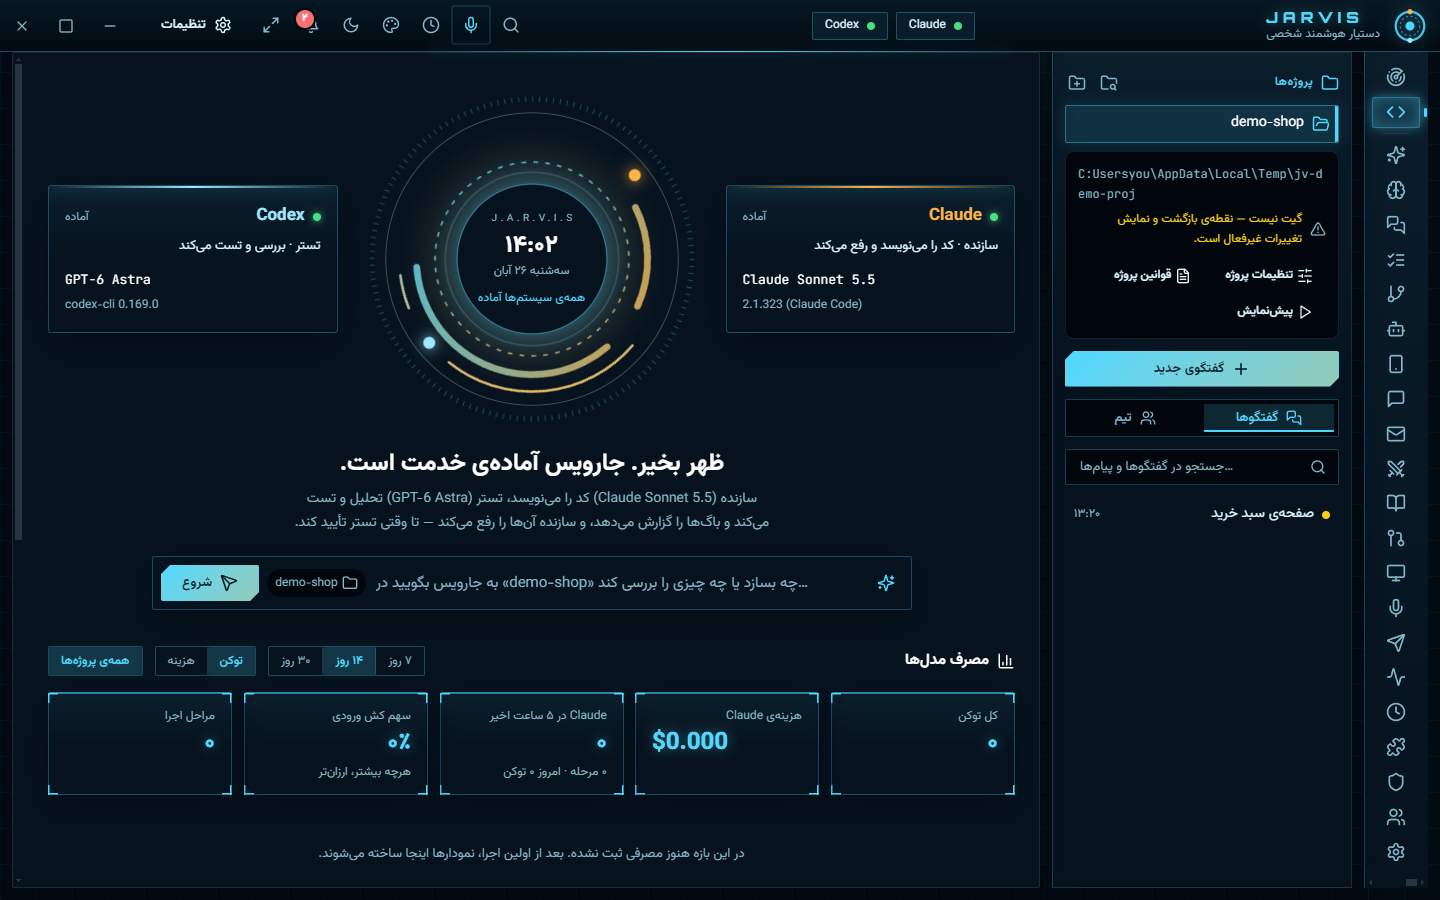 JARVIS
دستیار هوشمند شخصی
Claude
Codex
تنظیمات
۲
پروژه‌ها
demo-shop
C:Usersyou\AppData\Local\Temp\jv-d
emo-proj
گیت نیست — نقطه‌ی بازگشت و نمایش
تغییرات غیرفعال است.
تنظیمات پروژه
قوانین پروژه
پیش‌نمایش
گفتگوی جدید
گفتگوها
تیم
جستجو در گفتگوها و پیام‌ها...
صفحه‌ی سبد خرید
۱۳:۲۰
Claude
آماده
سازنده · کد را می‌نویسد و رفع می‌کند
Claude Sonnet 5.5
2.1.323 (Claude Code)
J.A.R.V.I.S
۱۴:۰۲
سه‌شنبه ۲۶ آبان
همه‌ی سیستم‌ها آماده
Codex
آماده
تستر · بررسی و تست می‌کند
GPT-6 Astra
codex-cli 0.169.0
ظهر بخیر. جارویس آماده‌ی خدمت است.
سازنده (Claude Sonnet 5.5) کد را می‌نویسد، تستر (GPT-6 Astra) تحلیل و تست
می‌کند و باگ‌ها را گزارش می‌دهد، و سازنده آن‌ها را رفع می‌کند — تا وقتی تستر تأیید کند.
به جارویس بگویید در «demo-shop» چه بسازد یا چه چیزی را بررسی کند...
demo-shop
شروع
مصرف مدل‌ها
۷ روز
۱۴ روز
۳۰ روز
توکن
هزینه
همه‌ی پروژه‌ها
کل توکن
۰
هزینه‌ی Claude
$0.000
Claude در ۵ ساعت اخیر
۰
۰ مرحله · امروز ۰ توکن
سهم کش ورودی
۰٪
هرچه بیشتر، ارزان‌تر
مراحل اجرا
۰
در این بازه هنوز مصرفی ثبت نشده. بعد از اولین اجرا، نمودارها اینجا ساخته می‌شوند.